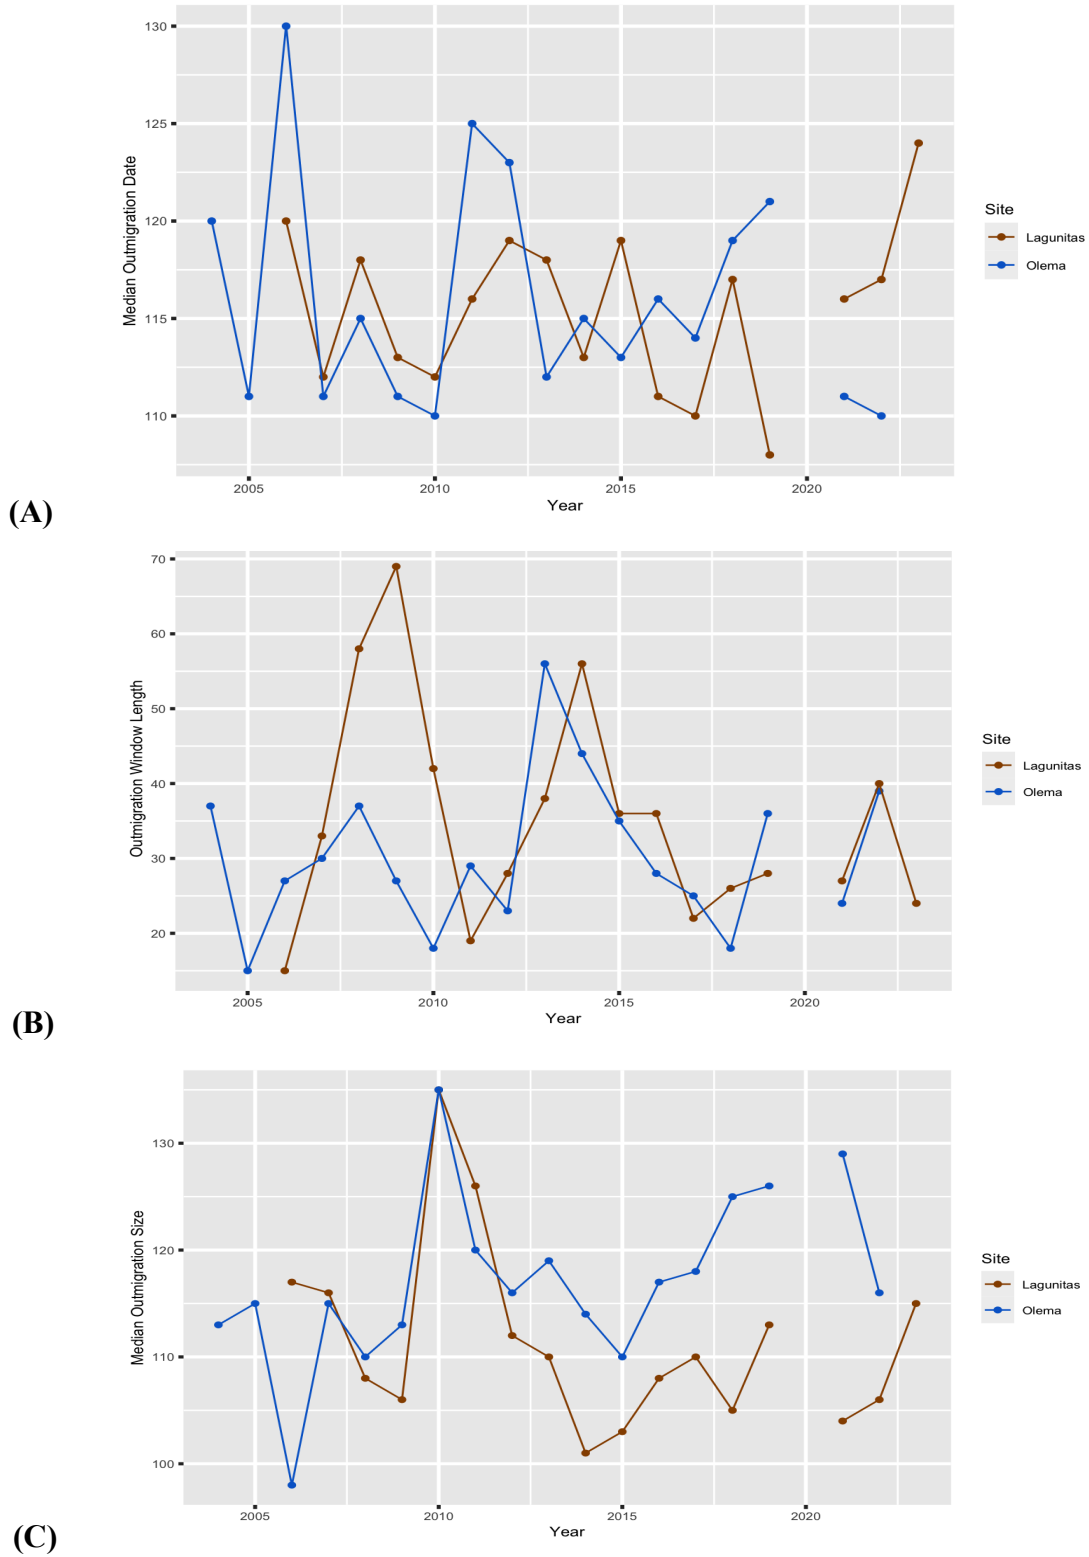 130
125
120
115
110
Median Outmigration Date
2005 2010 2015 2020
Year
Site
Lagunitas
Olema
(A)
70
60
50
40
30
20
Outmigration Window Length
2005 2010 2015 2020
Year
Site
Lagunitas
Olema
(B)
130
120
110
100
Median Outmigration Size
2005 2010 2015 2020
Year
Site
Lagunitas
Olema
(C)